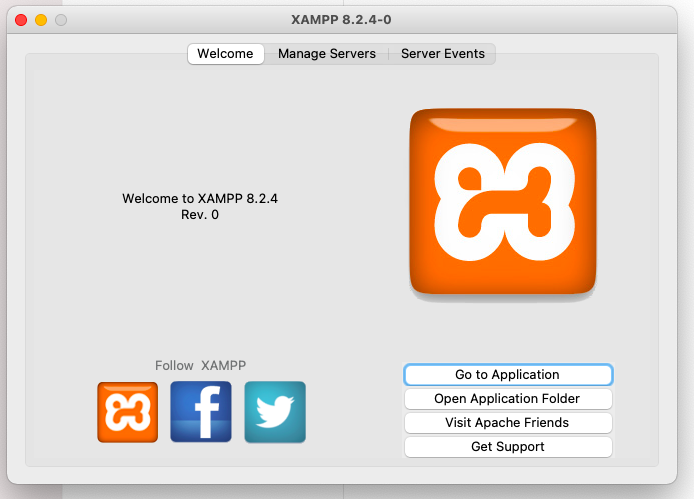 XAMPP 8.2.4-0
Welcome
Manage Servers
Server Events
Welcome to XAMPP 8.2.4
Rev. 0
Follow XAMPP
Go to Application
Open Application Folder
Visit Apache Friends
Get Support